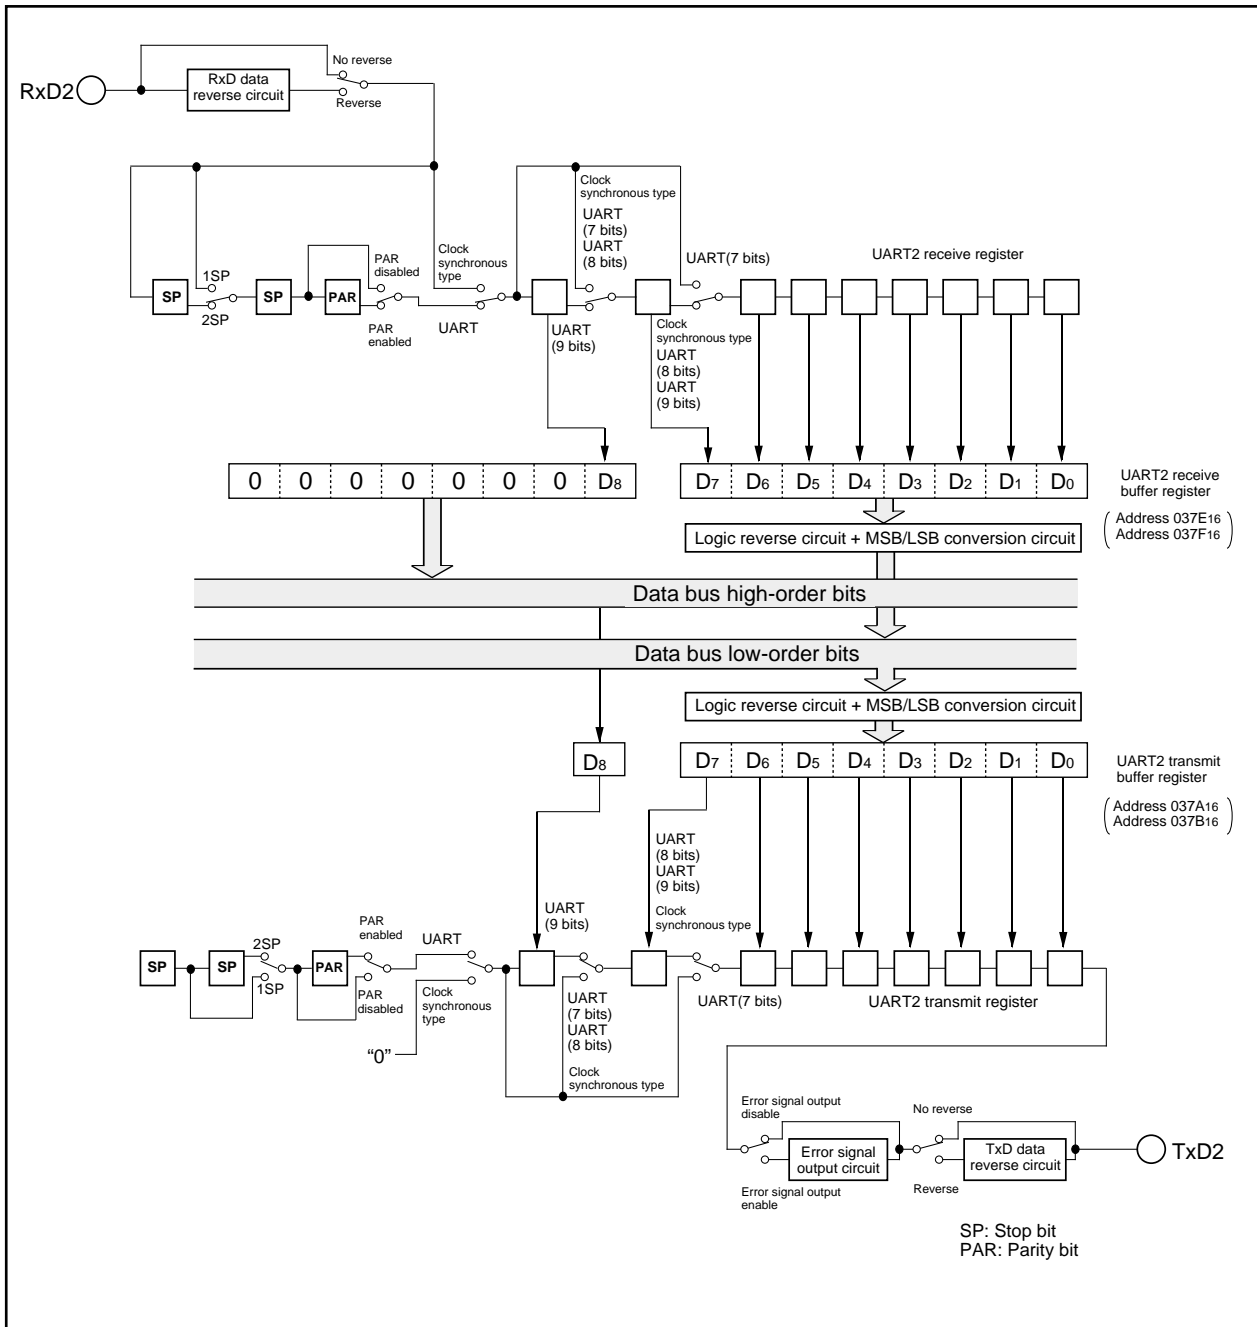 No reverse
RxD2
RxD data
reverse circuit
Reverse
Clock
synchronous type
UART
(7 bits)
UART
(8 bits)
1SP
PAR
disabled
Clock
synchronous
type
UART(7 bits)
UART2 receive register
SP
SP
PAR
2SP
PAR
enabled
UART
UART
(9 bits)
Clock
synchronous type
UART
(8 bits)
UART
(9 bits)
0 0 0 0 0 0 0 D8
D7 D6 D5 D4 D3 D2 D1 D0
UART2 receive
buffer register
Address 037E16
Address 037F16
Logic reverse circuit + MSB/LSB conversion circuit
Data bus high-order bits
Data bus low-order bits
Logic reverse circuit + MSB/LSB conversion circuit
D8
D7 D6 D5 D4 D3 D2 D1 D0
UART2 transmit
buffer register
Address 037A16
Address 037B16
UART
(8 bits)
UART
(9 bits)
Clock
synchronous type
UART
(9 bits)
PAR
enabled
UART
2SP
SP
SP
PAR
1SP
PAR
disabled
Clock
synchronous
type
“0”
UART
(7 bits)
UART
(8 bits)
Clock
synchronous type
UART(7 bits)
UART2 transmit register
Error signal output
disable
No reverse
Error signal
output circuit
TxD data
reverse circuit
TxD2
Error signal output
enable
Reverse
SP: Stop bit
PAR: Parity bit